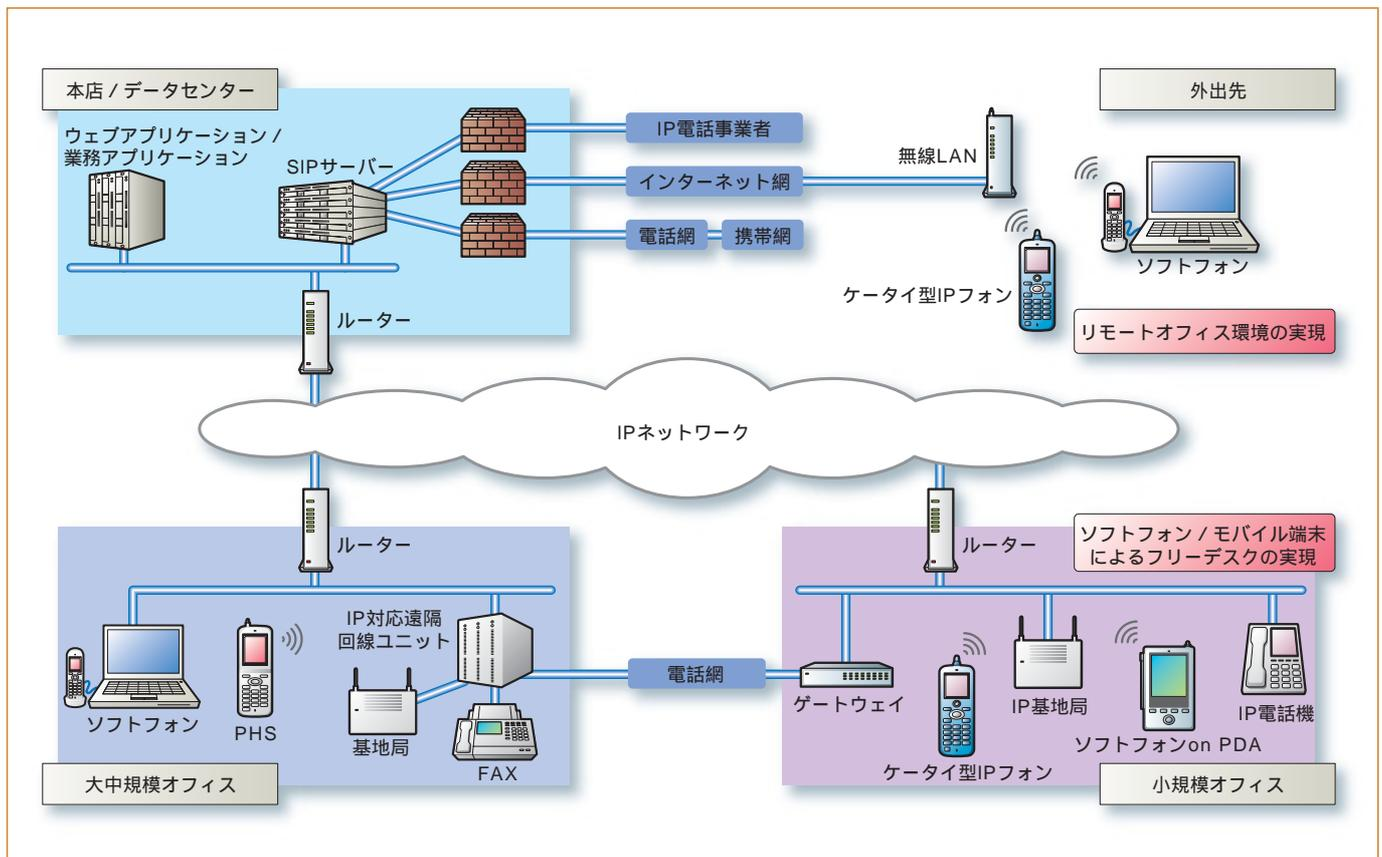 本店 / データセンター
ウェブアプリケーション /
業務アプリケーション
SIPサーバー
IP電話事業者
インターネット網
電話網
携帯網
ルーター
無線LAN
外出先
ソフトフォン
ケータイ型IPフォン
リモートオフィス環境の実現
IPネットワーク
ルーター
IP対応遠隔
回線ユニット
ソフトフォン
PHS
基地局
FAX
大中規模オフィス
電話網
ルーター
ソフトフォン / モバイル端末
によるフリーデスクの実現
ゲートウェイ
IP基地局
IP電話機
ソフトフォンon PDA
ケータイ型IPフォン
小規模オフィス